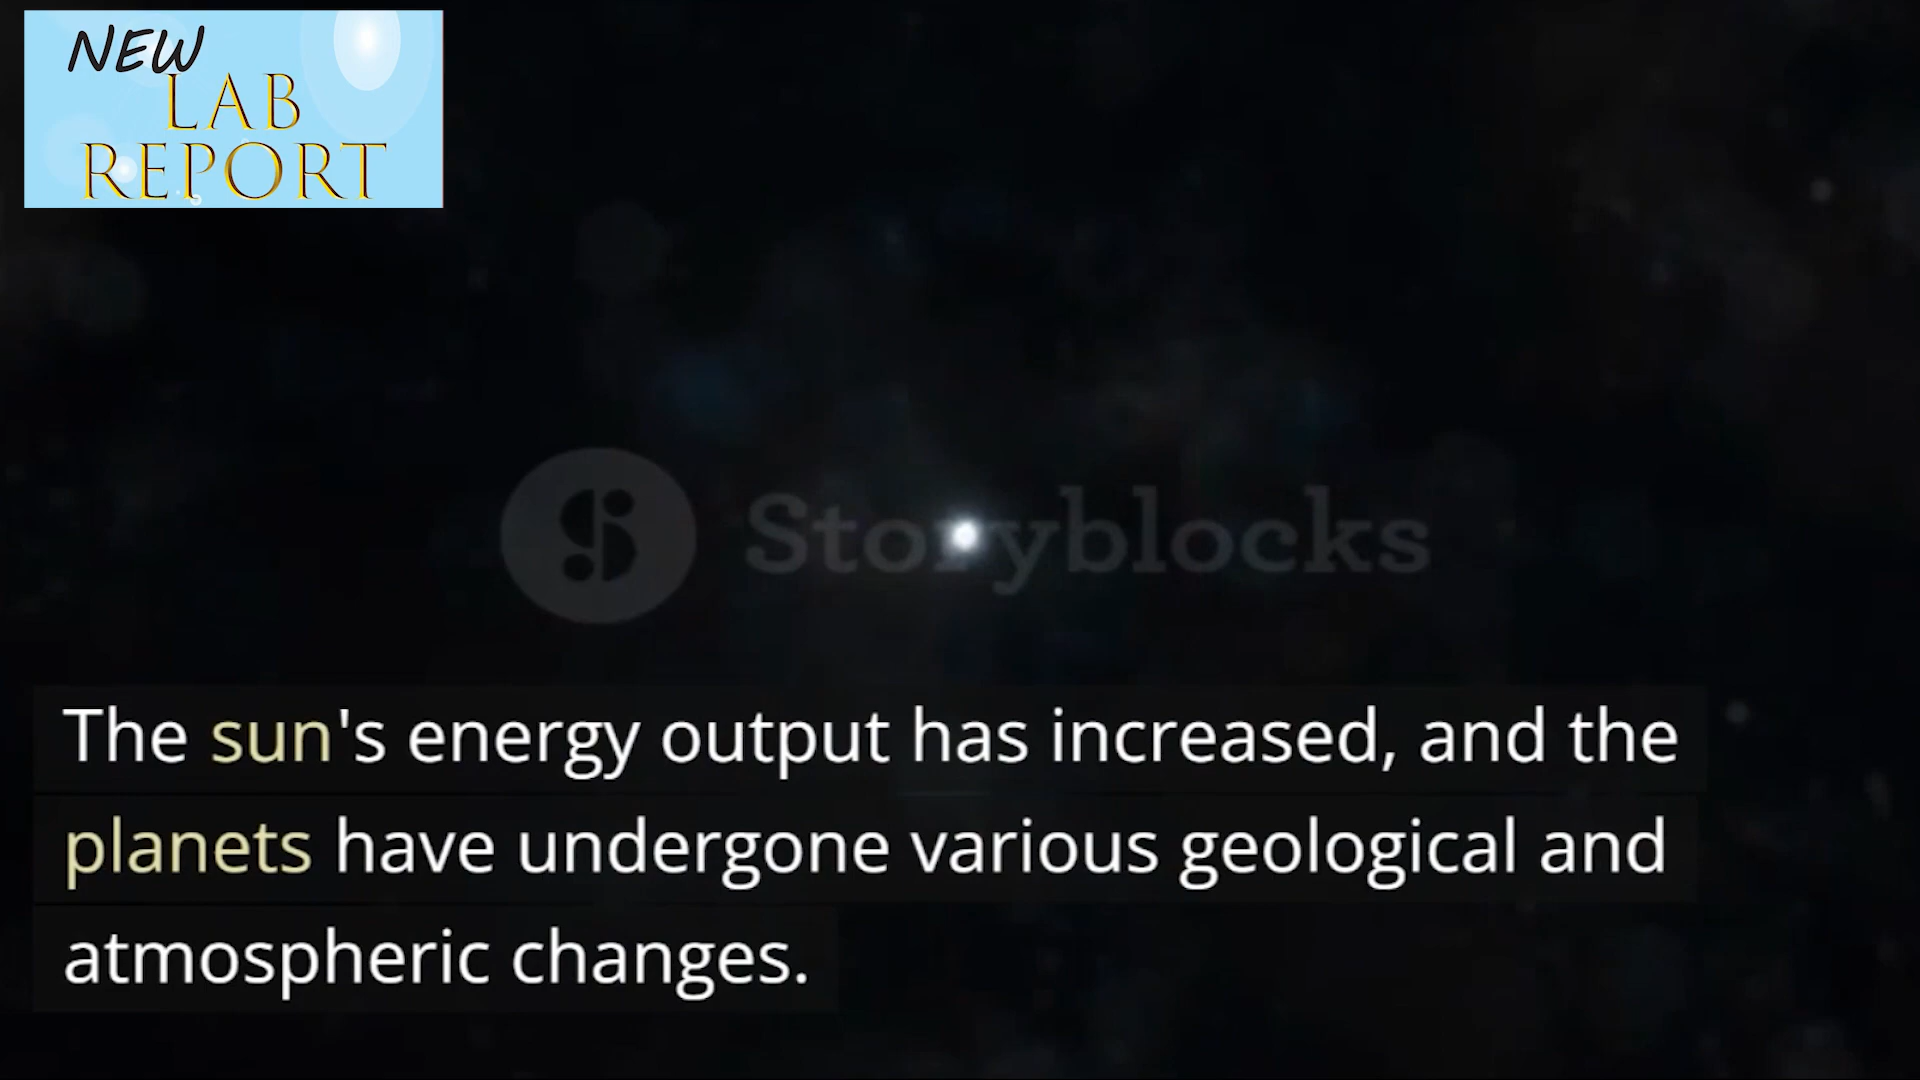 NEW
LAB
REPORT
Storyblocks
The sun's energy output has increased, and the
planets have undergone various geological and
atmospheric changes.